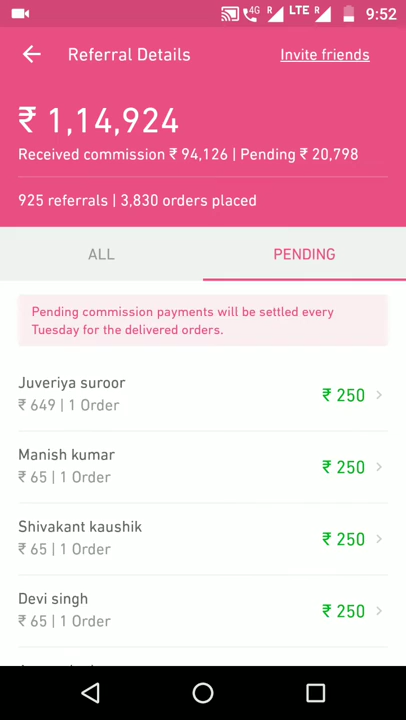 4G R LTE R 9:52
Referral Details Invite friends
₹ 1,14,924
Received commission ₹ 94,126 | Pending ₹ 20,798
925 referrals | 3,830 orders placed
ALL PENDING
Pending commission payments will be settled every
Tuesday for the delivered orders.
Juveriya suroor
₹ 649 | 1 Order
₹ 250
Manish kumar
₹ 65 | 1 Order
₹ 250
Shivakant kaushik
₹ 65 | 1 Order
₹ 250
Devi singh
₹ 65 | 1 Order
₹ 250